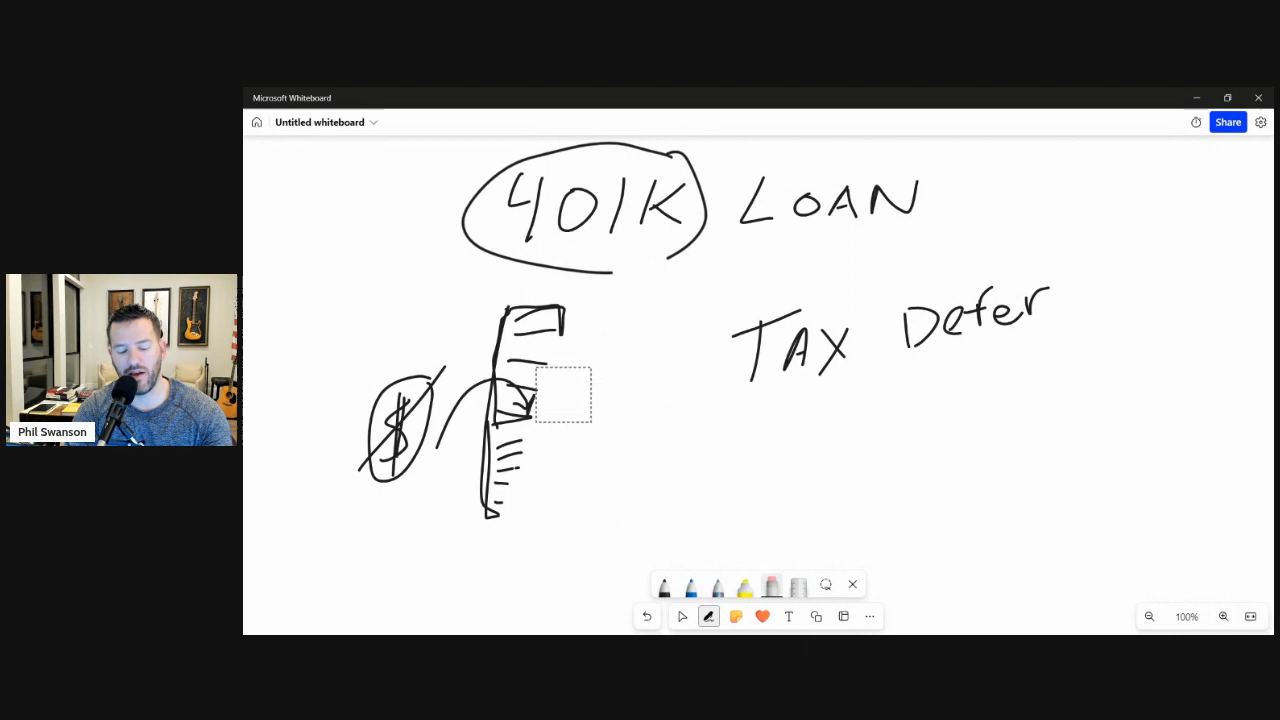 Microsoft Whiteboard
Untitled whiteboard
Share
401K LOAN
TAX Defer
$
Phil Swanson
T
100%